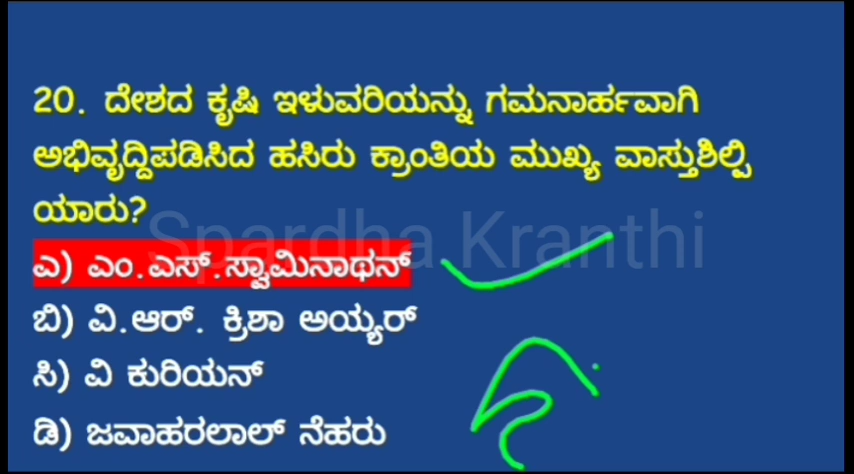 20. ದೇಶದ ಕೃಷಿ ಇಳುವರಿಯನ್ನು ಗಮನಾರ್ಹವಾಗಿ
ಅಭಿವೃದ್ದಿಪಡಿಸಿದ ಹಸಿರು ಕ್ರಾಂತಿಯ ಮುಖ್ಯ ವಾಸ್ತುಶಿಲ್ಪಿ
ಯಾರು?
Spardha Kranthi
ಎ) ಎಂ.ಎಸ್.ಸ್ವಾಮಿನಾಥನ್
ಬಿ) ವಿ.ಆರ್. ಕ್ರಿಶಾ ಅಯ್ಯರ್
ಸಿ) ವಿ ಕುರಿಯನ್
ಡಿ) ಜವಾಹರಲಾಲ್ ನೆಹರು